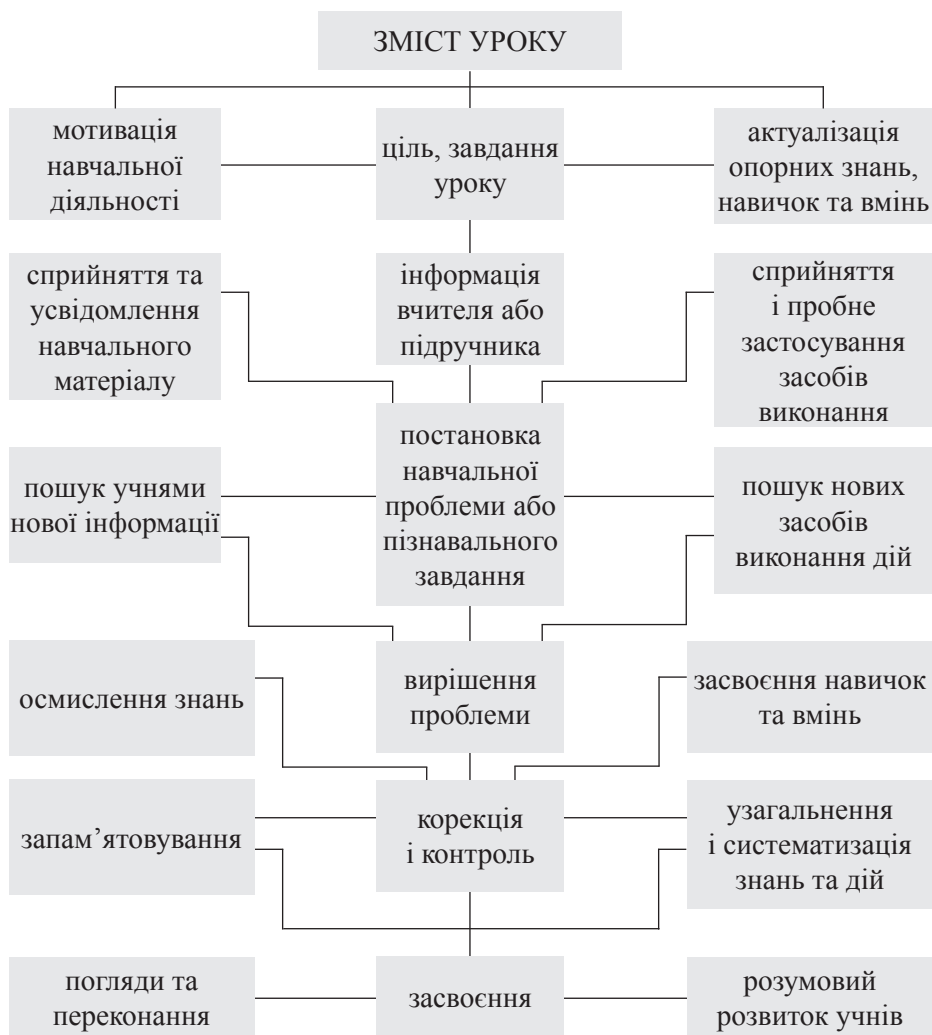 ЗМІСТ УРОКУ
мотивація
навчальної
діяльності
ціль, завдання
уроку
актуалізація
опорних знань,
навичок та вмінь
сприйняття та
усвідомлення
навчального
матеріалу
інформація
вчителя або
підручника
сприйняття
і пробне
застосування
засобів
виконання
пошук учнями
нової інформації
постановка
навчальної
проблеми або
пізнавального
завдання
пошук нових
засобів
виконання дій
осмислення знань
вирішення
проблеми
засвоєння навичок
та вмінь
запам’ятовування
корекція
і контроль
узагальнення
і систематизація
знань та дій
погляди та
переконання
засвоєння
розумовий
розвиток учнів